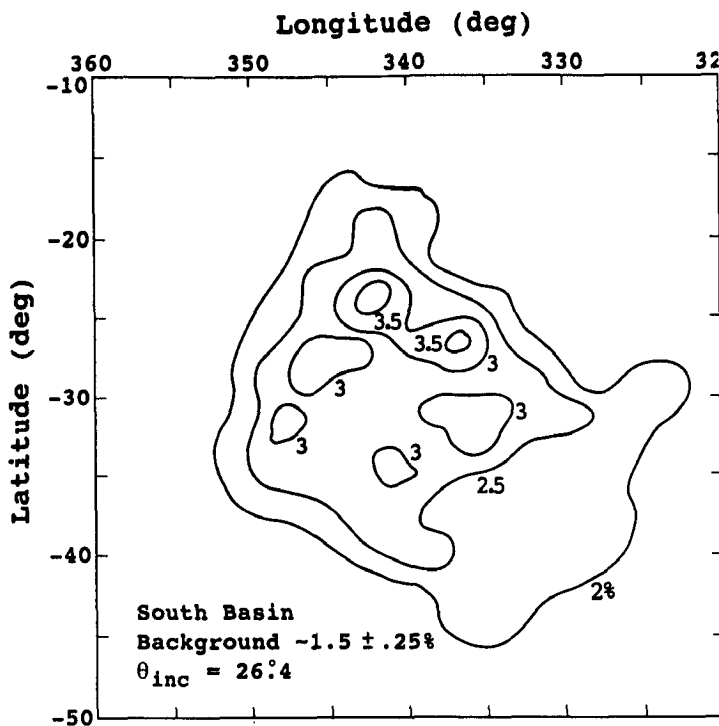 Longitude (deg)
360 350 340 330 32
-10
-20
-30
-40
-50
Latitude (deg)
3.5
3.5
3
3
3
3
3
2.5
2%
South Basin
Background ~1.5 ± .25%
θinc = 26°.4